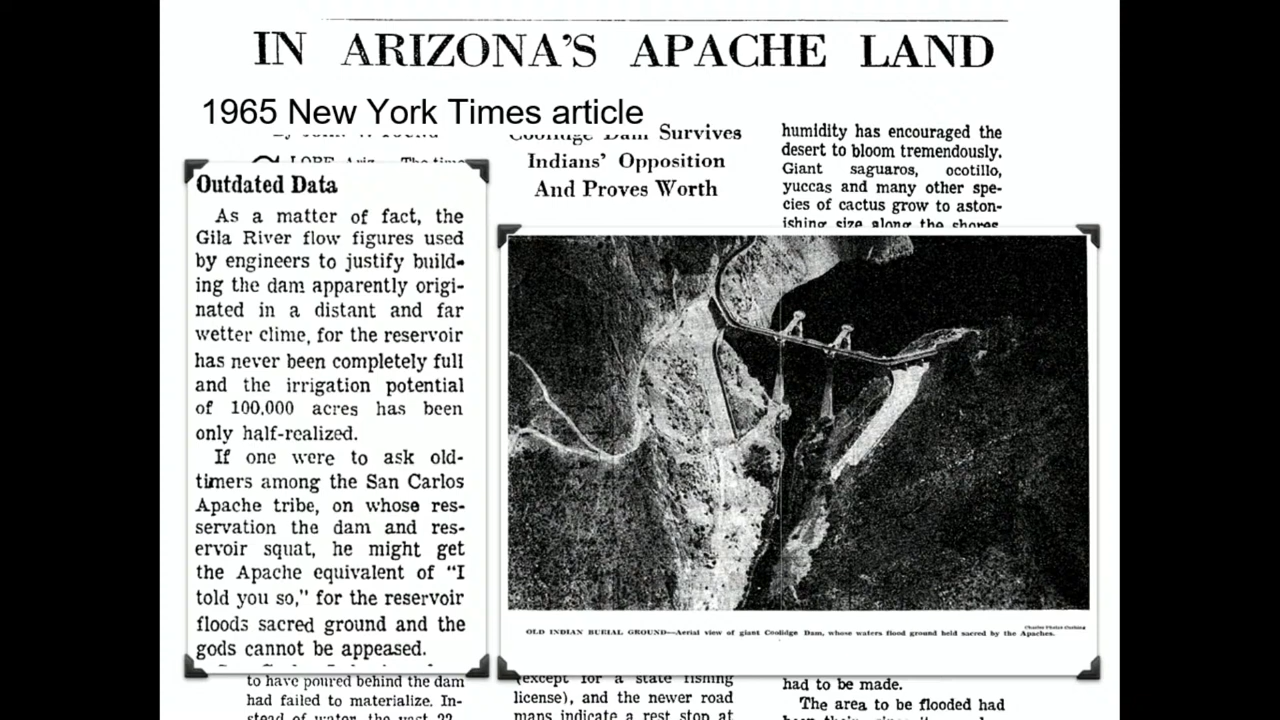 IN ARIZONA'S APACHE LAND
1965 New York Times article
Coolidge Dam Survives
Indians' Opposition
And Proves Worth
Outdated Data
As a matter of fact, the
Gila River flow figures used
by engineers to justify build-
ing the dam apparently origi-
nated in a distant and far
wetter clime, for the reservoir
has never been completely full
and the irrigation potential
of 100,000 acres has been
only half-realized.
If one were to ask old-
timers among the San Carlos
Apache tribe, on whose res-
servation the dam and res-
ervoir squat, he might get
the Apache equivalent of "I
told you so," for the reservoir
floods sacred ground and the
gods cannot be appeased.
to have poured behind the dam
had failed to materialize. In-
stead of water, the vast 22-
humidity has encouraged the
desert to bloom tremendously.
Giant saguaros, ocotillo,
yuccas and many other spe-
cies of cactus grow to aston-
ishing size along the shores.
Charles Phelps Cushing
OLD INDIAN BURIAL GROUND—Aerial view of giant Coolidge Dam, whose waters flood ground held sacred by the Apaches.
(except for a state fishing
license), and the newer road
maps indicate a rest stop at
had to be made.
The area to be flooded had